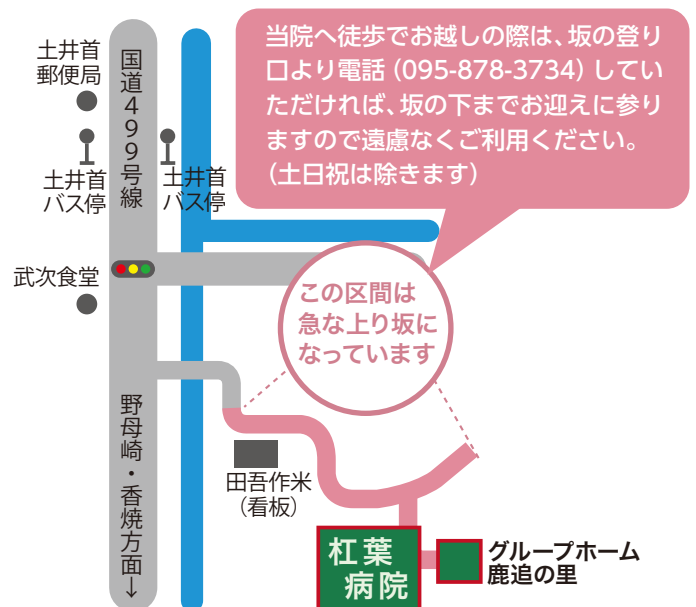 当院へ徒歩でお越しの際は、坂の登り
口より電話（095-878-3734）してい
ただければ、坂の下までお迎えに参り
ますので遠慮なくご利用ください。
（土日祝は除きます）
土井首
郵便局
国道499号線
土井首
バス停
土井首
バス停
武次食堂
この区間は
急な上り坂に
なっています
野母崎・香焼方面↓
田吾作米
（看板）
杠葉
病院
グループホーム
鹿追の里